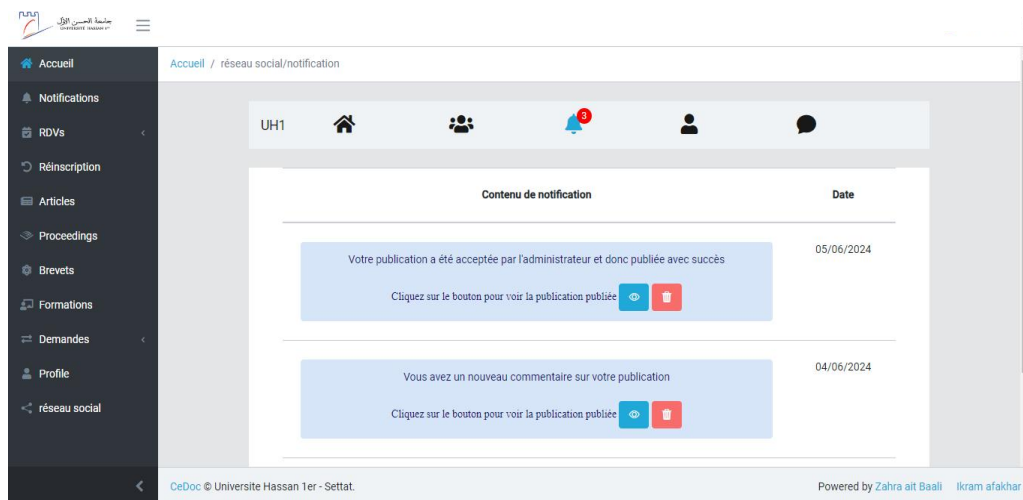 جامعة الحسن الأول
UNIVERSITÉ HASSAN 1er
Accueil
Notifications
RDVs
Réinscription
Articles
Proceedings
Brevets
Formations
Demandes
Profile
réseau social
Accueil / réseau social/notification
UH1
3
Contenu de notification
Date
Votre publication a été acceptée par l'administrateur et donc publiée avec succès
05/06/2024
Cliquez sur le bouton pour voir la publication publiée
Vous avez un nouveau commentaire sur votre publication
04/06/2024
Cliquez sur le bouton pour voir la publication publiée
CeDoc © Universite Hassan 1er - Settat.
Powered by Zahra ait Baali Ikram afakhar